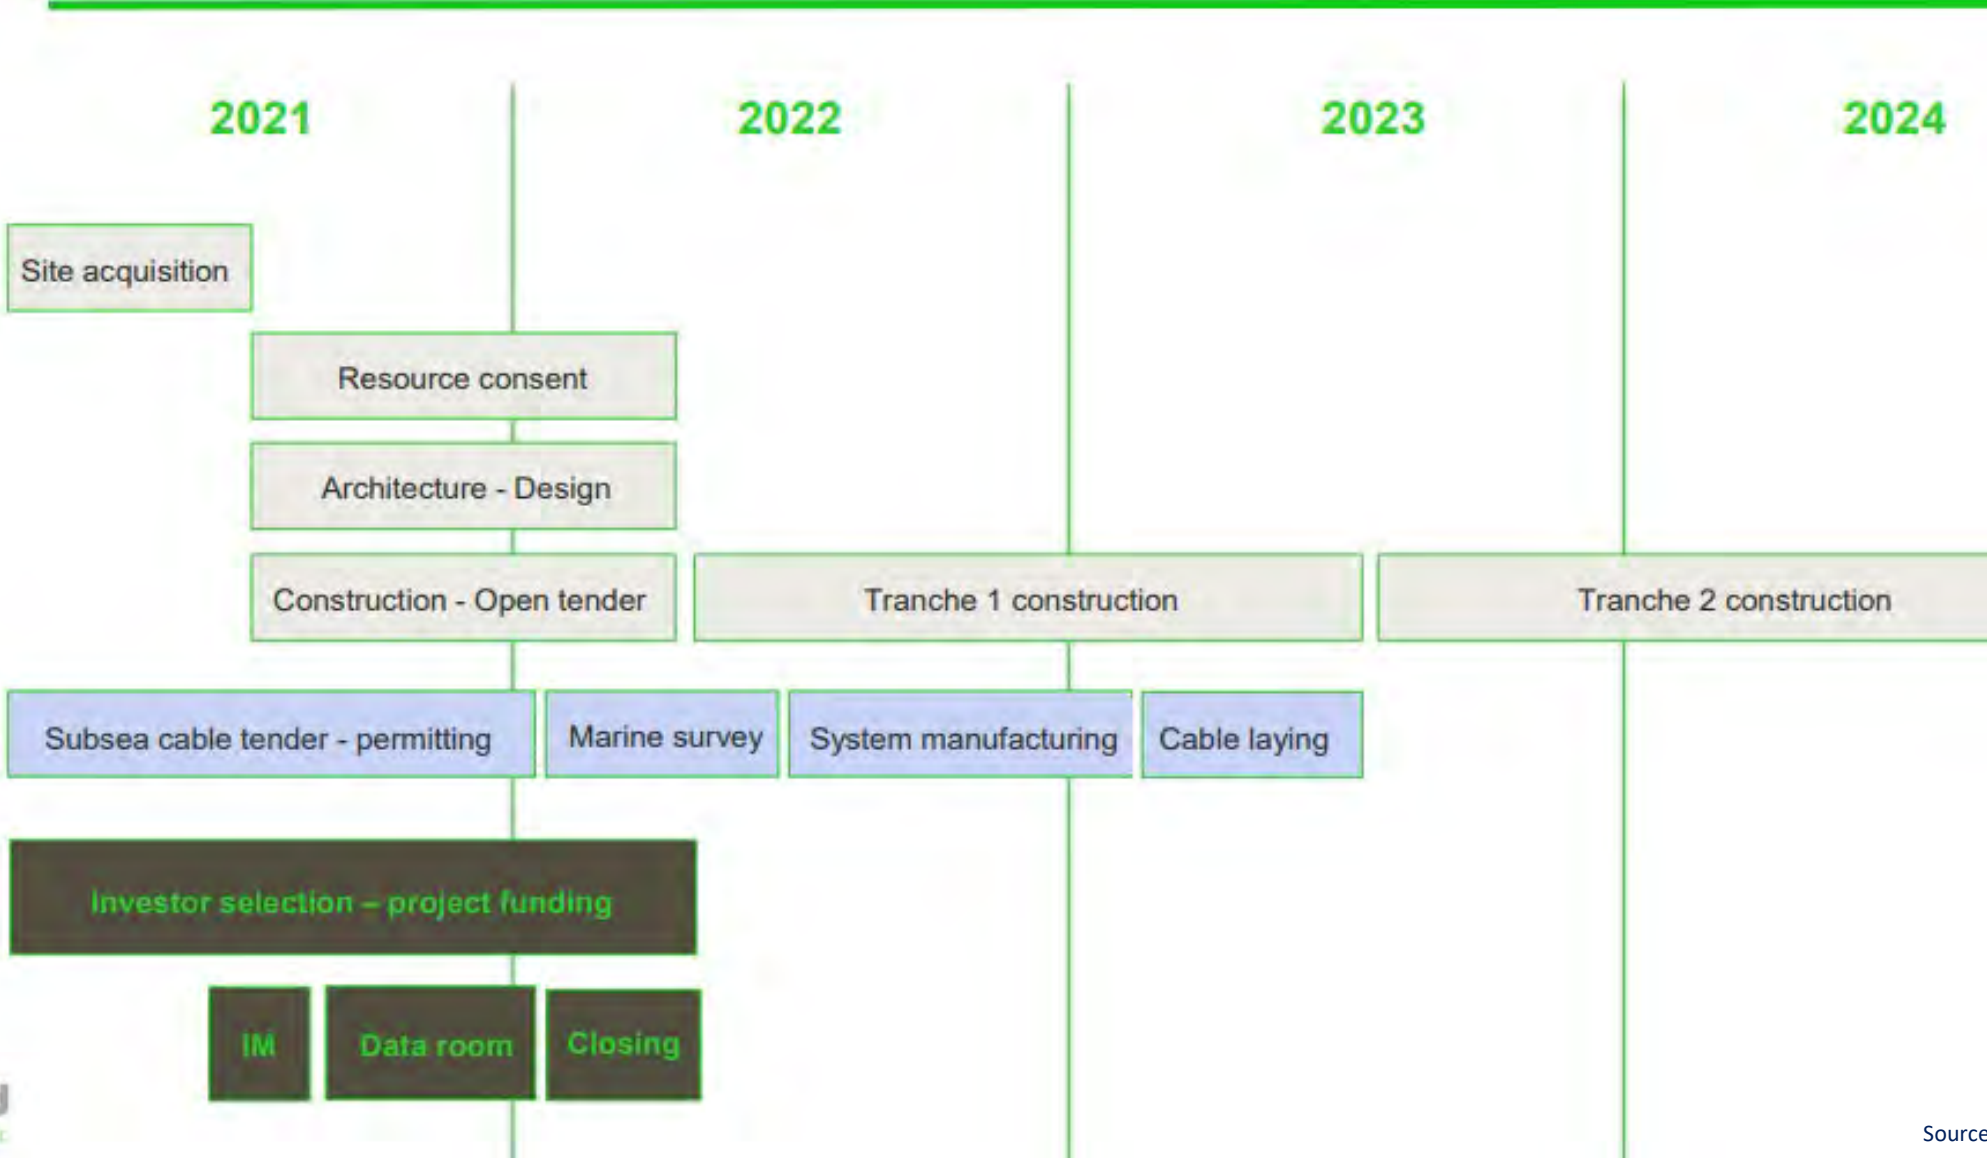 2021 2022 2023 2024
Site acquisition
Resource consent
Architecture - Design
Construction - Open tender Tranche 1 construction Tranche 2 construction
Subsea cable tender - permitting Marine survey System manufacturing Cable laying
Investor selection – project funding
IM Data room Closing
Source